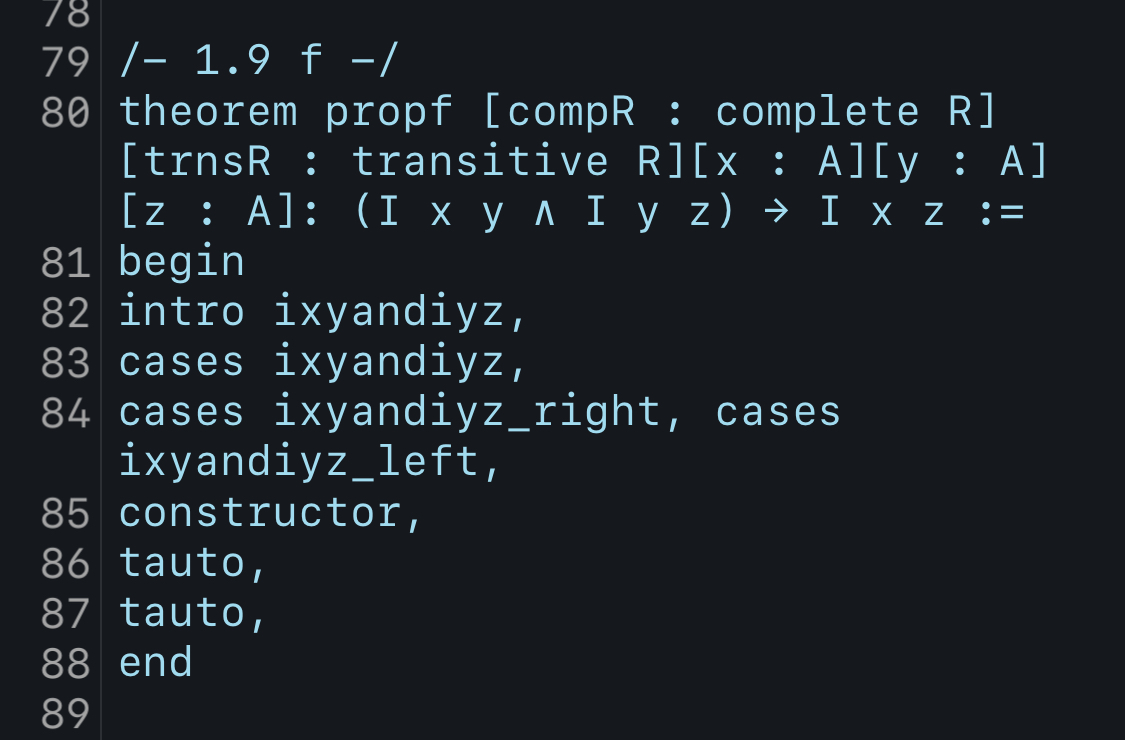 78
79 /- 1.9 f -/
80 theorem propf [compR : complete R]
[trnsR : transitive R][x : A][y : A]
[z : A]: (I x y ∧ I y z) → I x z :=
81 begin
82 intro ixyandiyz,
83 cases ixyandiyz,
84 cases ixyandiyz_right, cases
ixyandiyz_left,
85 constructor,
86 tauto,
87 tauto,
88 end
89